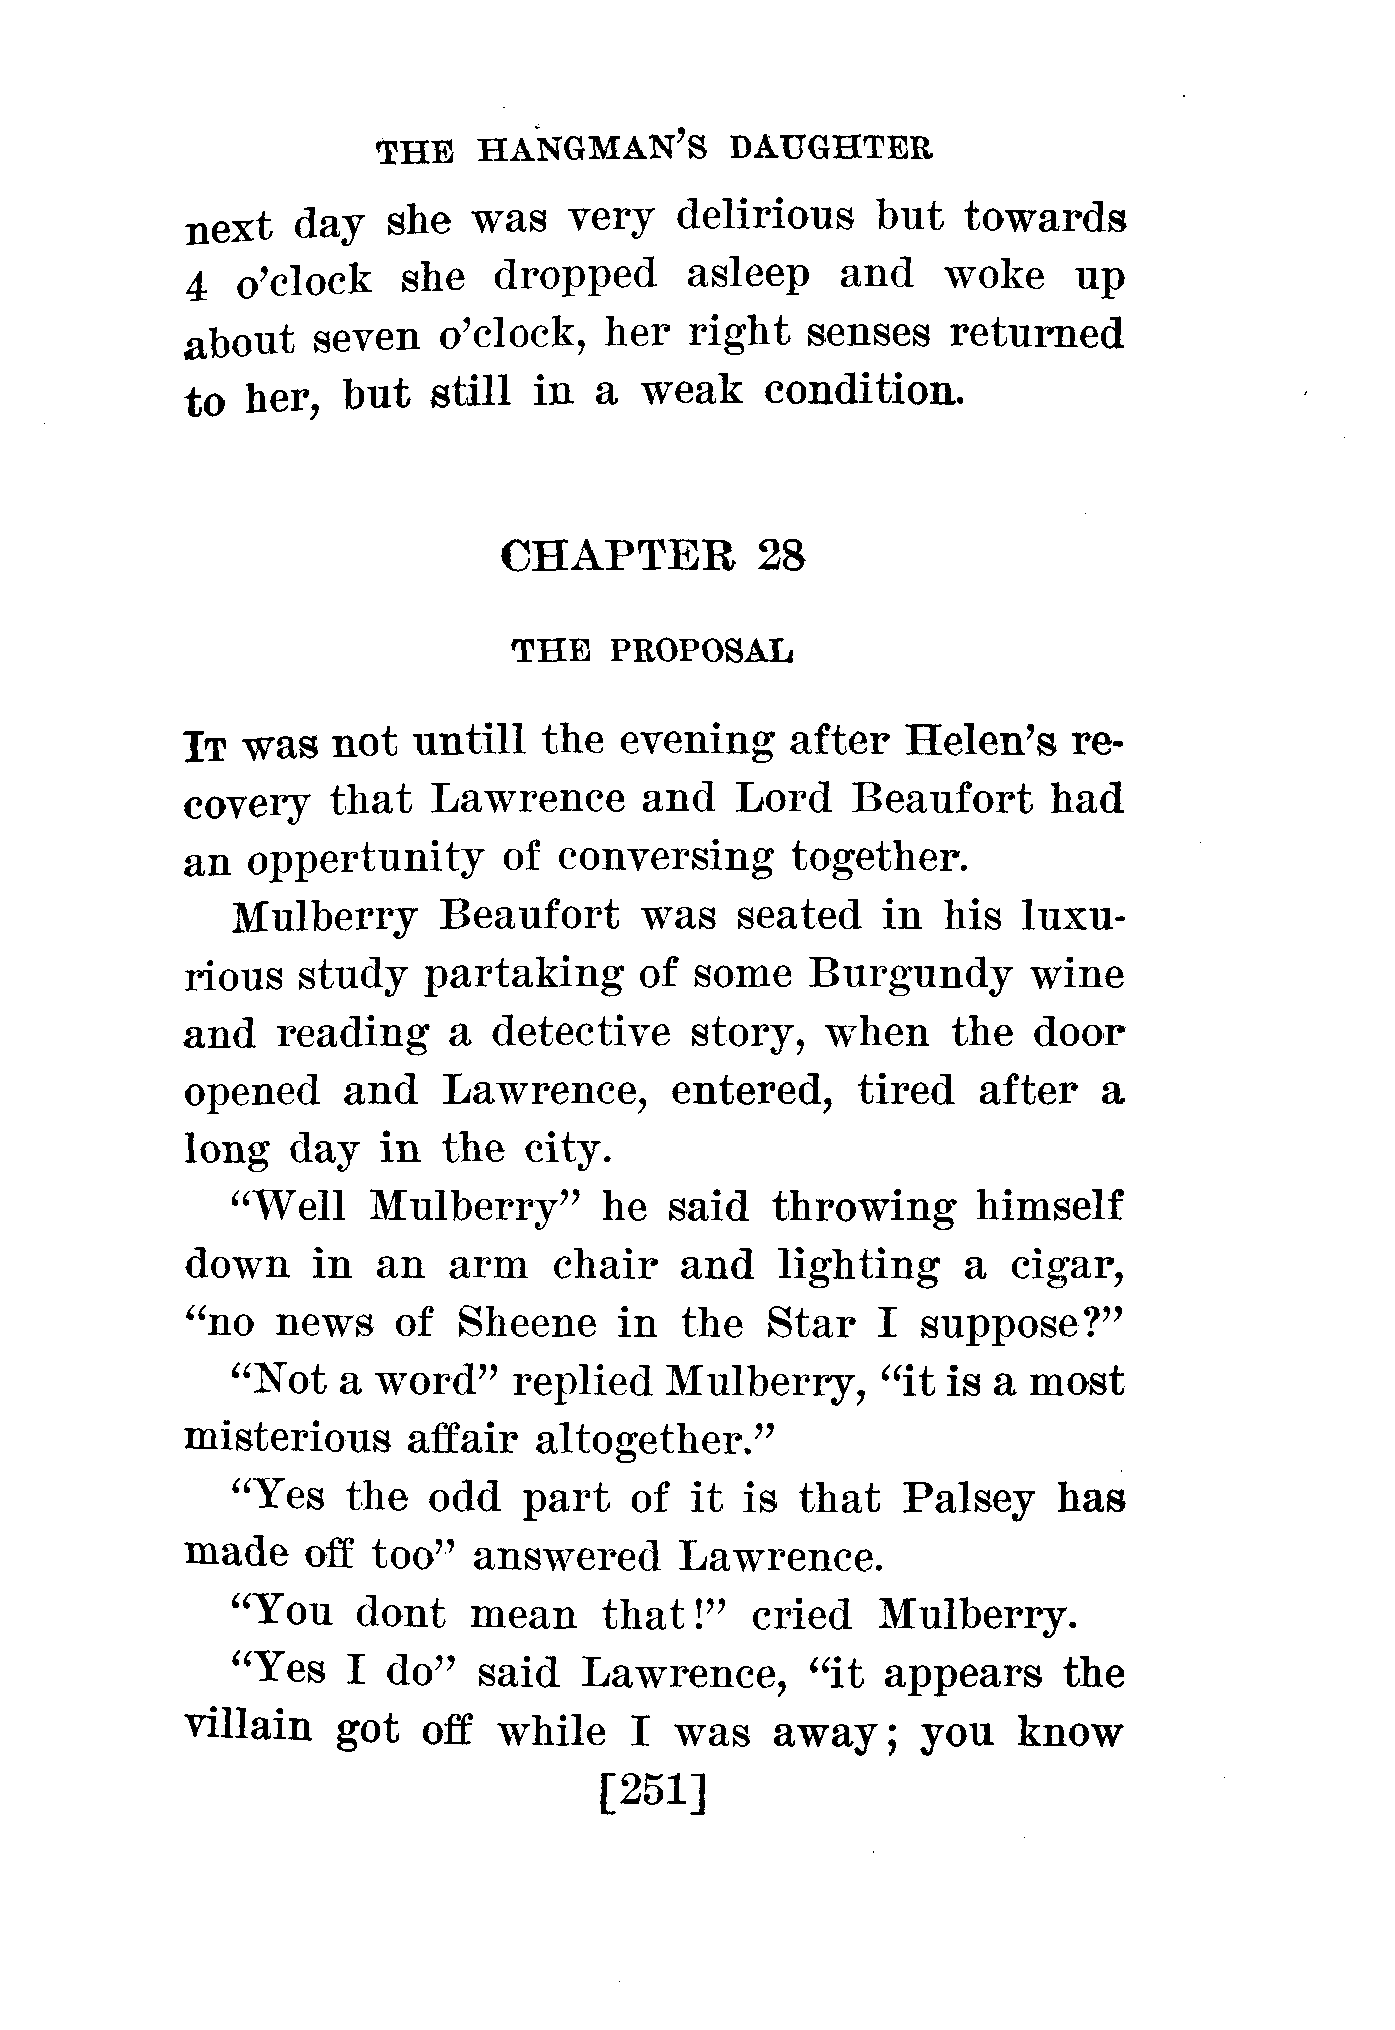 THE HANGMAN'S DAUGHTER
next day she was very delirious but towards
4 o'clock she dropped asleep and woke up
about seven o'clock, her right senses returned
to her, but still in a weak condition.
CHAPTER 28
THE PROPOSAL
IT was not untill the evening after Helen's re-
covery that Lawrence and Lord Beaufort had
an oppertunity of conversing together.
Mulberry Beaufort was seated in his luxu-
rious study partaking of some Burgundy wine
and reading a detective story, when the door
opened and Lawrence, entered, tired after a
long day in the city.
“Well Mulberry” he said throwing himself
down in an arm chair and lighting a cigar,
“no news of Sheene in the Star I suppose?”
“Not a word” replied Mulberry, “it is a most
misterious affair altogether.”
“Yes the odd part of it is that Palsey has
made off too” answered Lawrence.
“You dont mean that!” cried Mulberry.
“Yes I do” said Lawrence, “it appears the
villain got off while I was away; you know
[251]